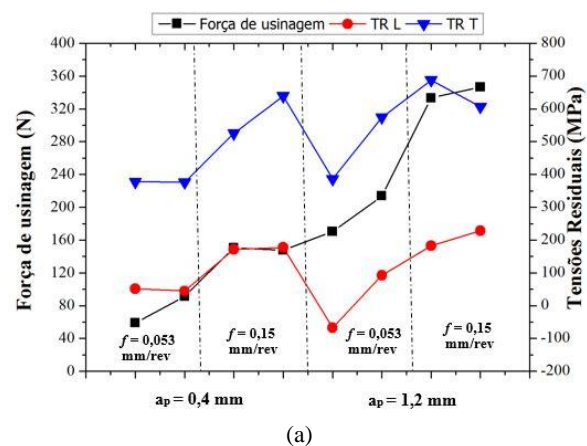 Força de usinagem TR L TR T
Força de usinagem (N)
400
360
320
280
240
200
160
120
80
40
0
f = 0,053
mm/rev
f = 0,15
mm/rev
f = 0,053
mm/rev
f = 0,15
mm/rev
800
700
600
500
400
300
200
100
0
-100
-200
Tensões Residuais (MPa)
ap = 0,4 mm ap = 1,2 mm
(a)